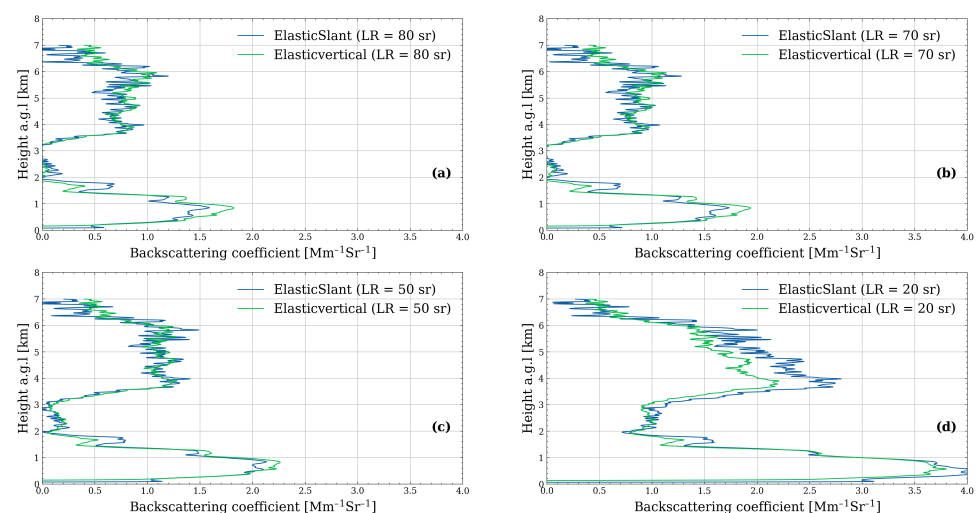 8
7
6
5
4
3
2
1
0
Height a.g.l [km]
ElasticSlant (LR = 80 sr)
Elasticvertical (LR = 80 sr)
(a)
0.0 0.5 1.0 1.5 2.0 2.5 3.0 3.5 4.0
Backscattering coefficient [Mm⁻¹Sr⁻¹]
8
7
6
5
4
3
2
1
0
Height a.g.l [km]
ElasticSlant (LR = 70 sr)
Elasticvertical (LR = 70 sr)
(b)
0.0 0.5 1.0 1.5 2.0 2.5 3.0 3.5 4.0
Backscattering coefficient [Mm⁻¹Sr⁻¹]
8
7
6
5
4
3
2
1
0
Height a.g.l [km]
ElasticSlant (LR = 50 sr)
Elasticvertical (LR = 50 sr)
(c)
0.0 0.5 1.0 1.5 2.0 2.5 3.0 3.5 4.0
Backscattering coefficient [Mm⁻¹Sr⁻¹]
8
7
6
5
4
3
2
1
0
Height a.g.l [km]
ElasticSlant (LR = 20 sr)
Elasticvertical (LR = 20 sr)
(d)
0.0 0.5 1.0 1.5 2.0 2.5 3.0 3.5 4.0
Backscattering coefficient [Mm⁻¹Sr⁻¹]